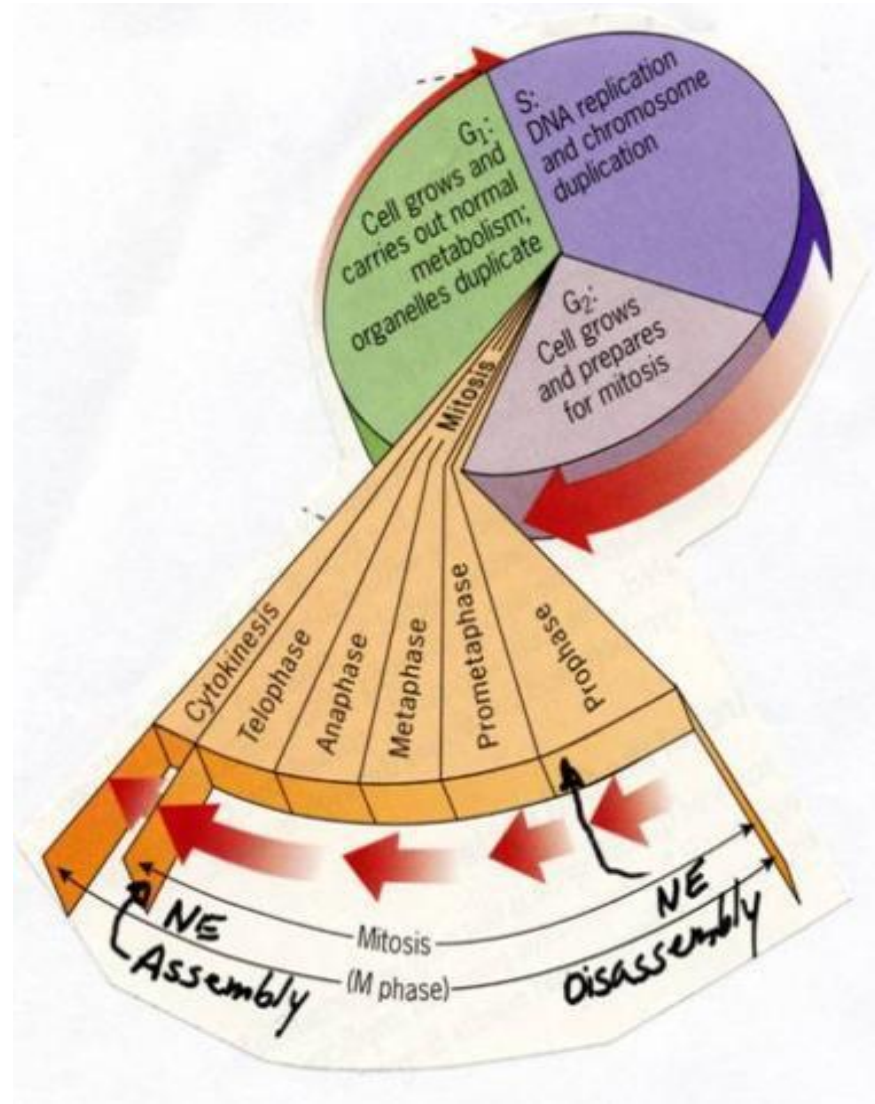 S:
DNA replication
and chromosome
duplication
G₁:
Cell grows and
carries out normal
metabolism;
organelles duplicate
G₂:
Cell grows
and prepares
for mitosis
Mitosis
Cytokinesis
Telophase
Anaphase
Metaphase
Prometaphase
Prophase
NE
Assembly
Mitosis
(M phase)
NE
Disassembly